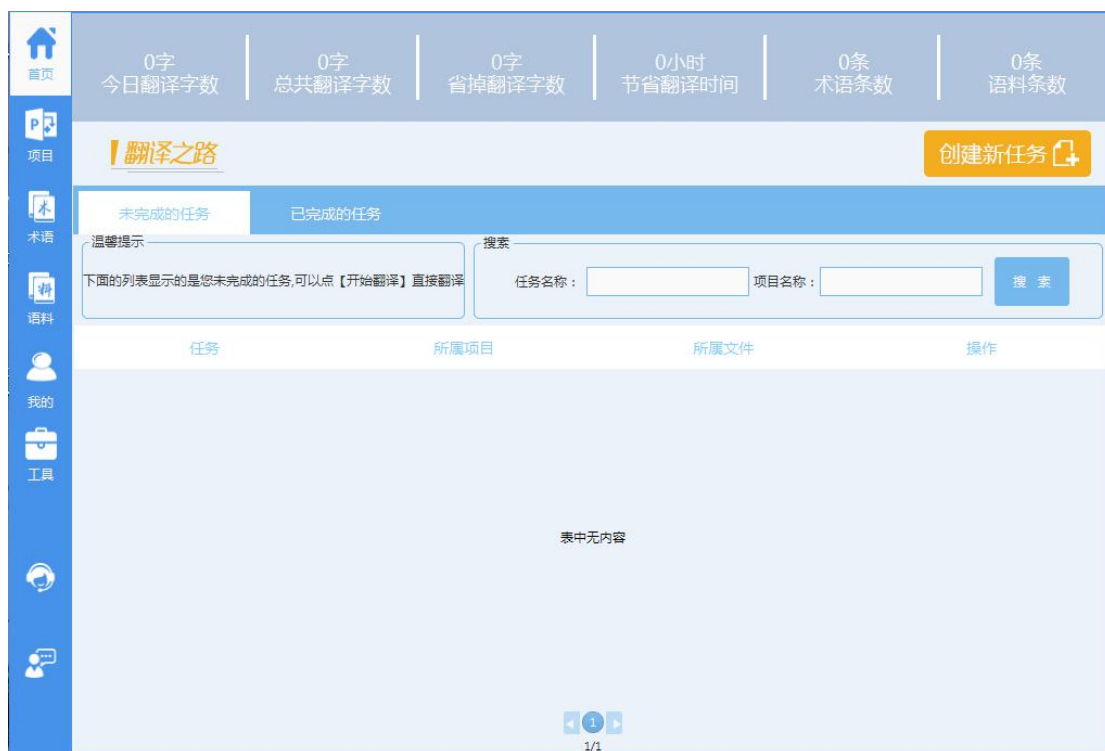 首页
0字
今日翻译字数
0字
总共翻译字数
0字
省掉翻译字数
0小时
节省翻译时间
0条
术语条数
0条
语料条数
项目
翻译之路
创建新任务
术语
未完成的任务
已完成的任务
温馨提示
下面的列表显示的是您未完成的任务,可以点【开始翻译】直接翻译
搜索
任务名称：
项目名称：
搜 索
语料
任务
所属项目
所属文件
操作
我的
工具
表中无内容
1
1/1